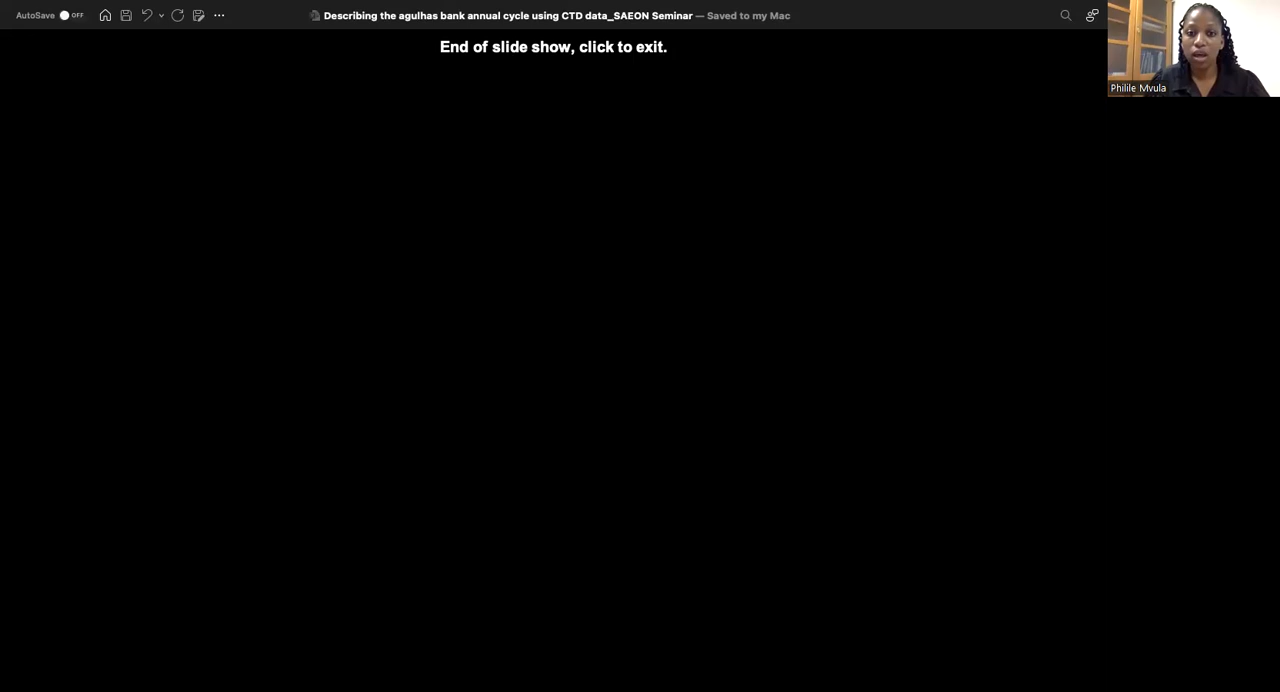 AutoSave OFF
Describing the agulhas bank annual cycle using CTD data_SAEON Seminar — Saved to my Mac
End of slide show, click to exit.
Philile Mvula